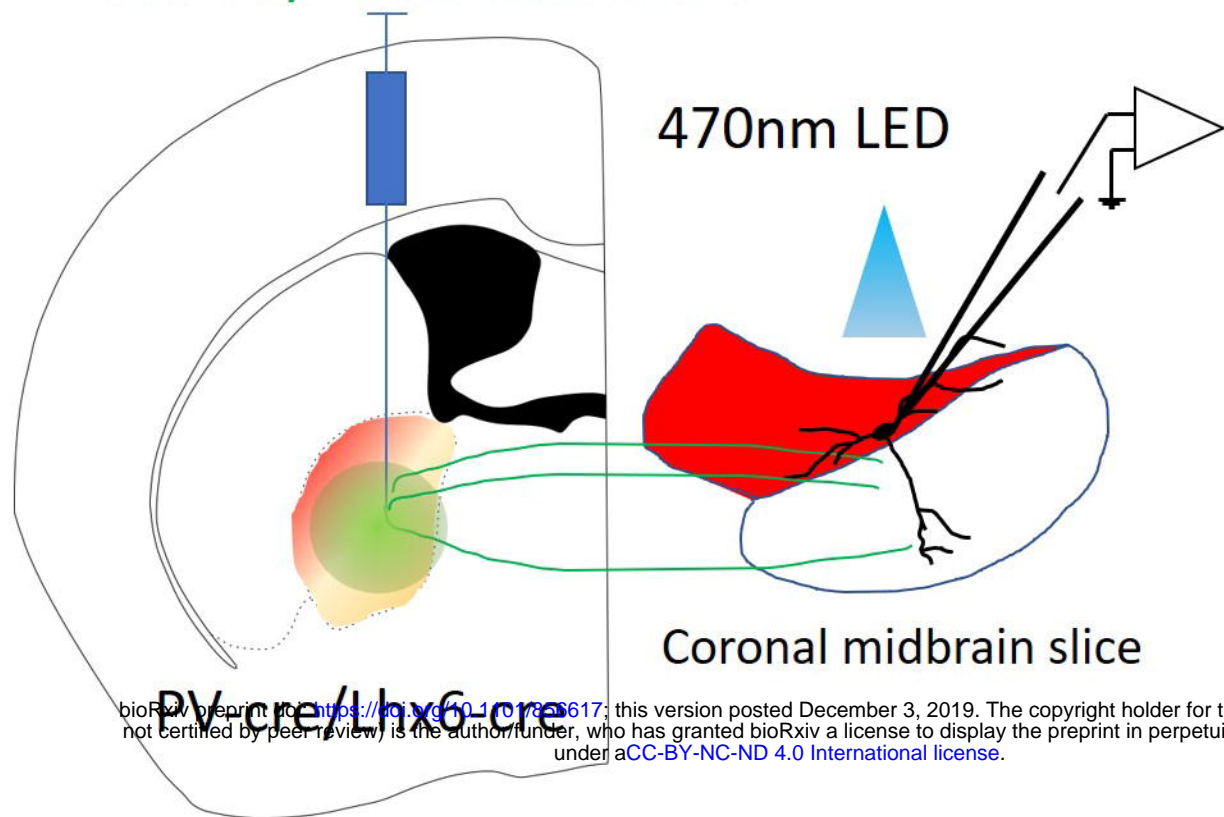 470nm LED
Coronal midbrain slice
PV-cre/Lhx6-cre
bioRxiv preprint doi: https://doi.org/10.1101/856617; this version posted December 3, 2019. The copyright holder for
not certified by peer review) is the author/funder, who has granted bioRxiv a license to display the preprint in
under aCC-BY-NC-ND 4.0 International license.